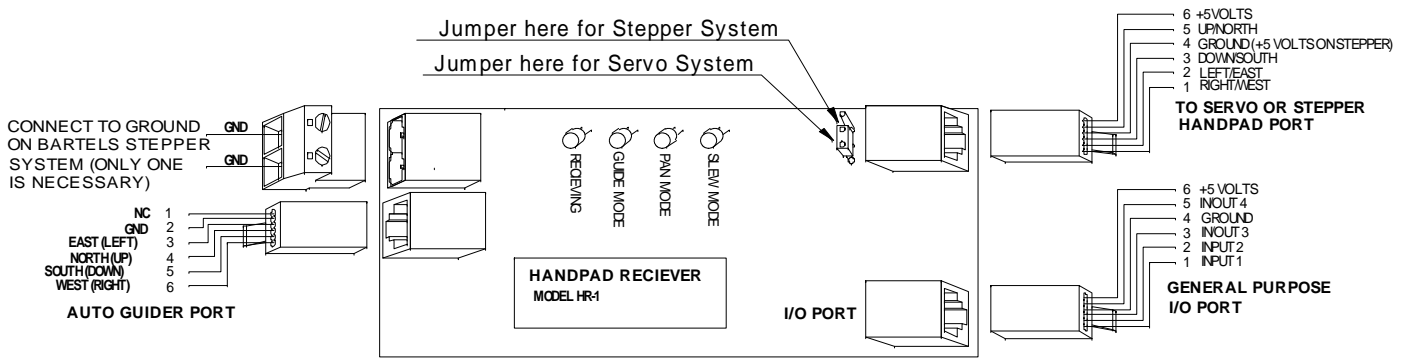 Jumper here for Stepper System
Jumper here for Servo System
6 +5VOLTS
5 UP/NORTH
4 GROUND (+5 VOLTS ON STEPPER)
3 DOWN/SOUTH
2 LEFT/EAST
1 RIGHT/WEST
TO SERVO OR STEPPER
HANDPAD PORT
CONNECT TO GROUND
ON BARTELS STEPPER
SYSTEM (ONLY ONE
IS NECESSARY)
GND
GND
NC 1
GND 2
EAST (LEFT) 3
NORTH (UP) 4
SOUTH (DOWN) 5
WEST (RIGHT) 6
AUTO GUIDER PORT
RECIEVING
GUIDE MODE
PAN MODE
SLEW MODE
HANDPAD RECIEVER
MODEL HR-1
I/O PORT
6 +5 VOLTS
5 IN/OUT 4
4 GROUND
3 IN/OUT 3
2 INPUT 2
1 INPUT 1
GENERAL PURPOSE
I/O PORT